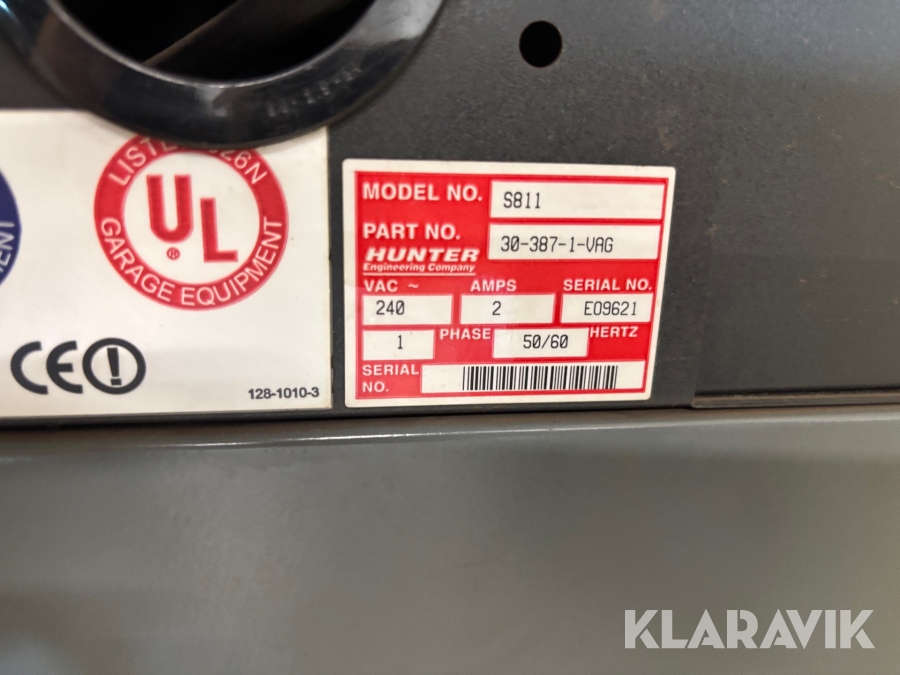 UL
®
GARAGE EQUIPMENT
CE
128-1010-3
MODEL NO. S811
PART NO. 30-387-1-VAG
HUNTER
Engineering Company
VAC ~ AMPS SERIAL NO.
240 2 E09621
1 PHASE 50/60 HERTZ
SERIAL
NO.
KLARAVIK